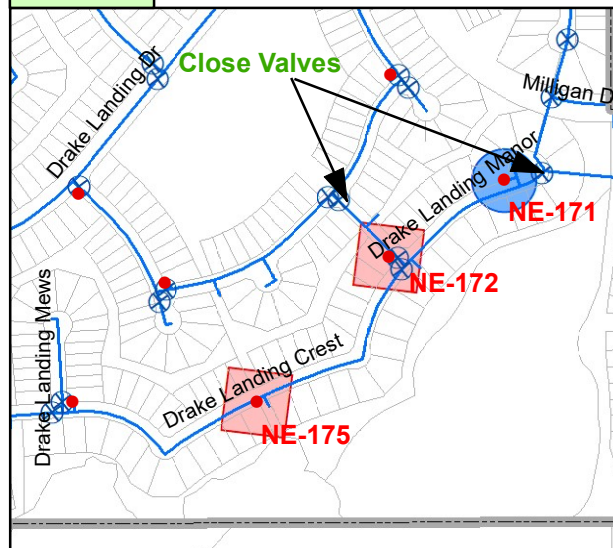 Close Valves
Drake Landing Dr
Milligan D
Drake Landing Manor
NE-171
NE-172
Drake Landing Mews
Drake Landing Crest
NE-175